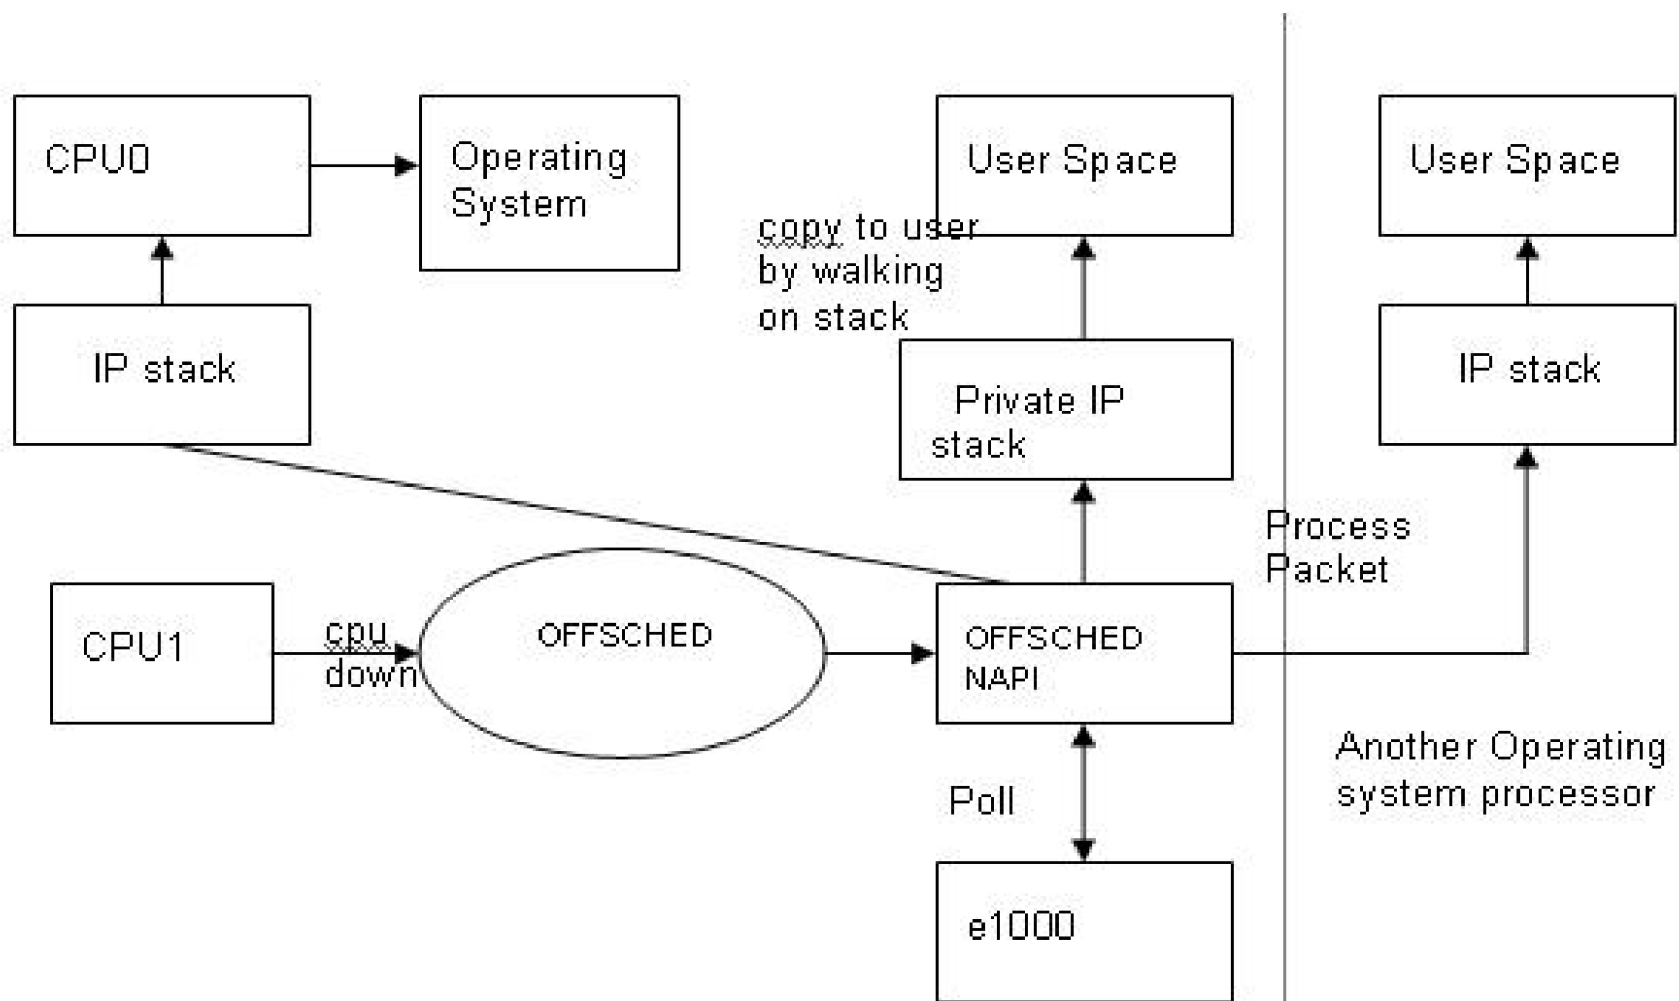 CPU0
Operating
System
User Space
User Space
copy to user
by walking
on stack
IP stack
Private IP
stack
IP stack
Process
Packet
CPU1
cpu
down
OFFSCHED
OFFSCHED
NAPI
Another Operating
system processor
Poll
e1000